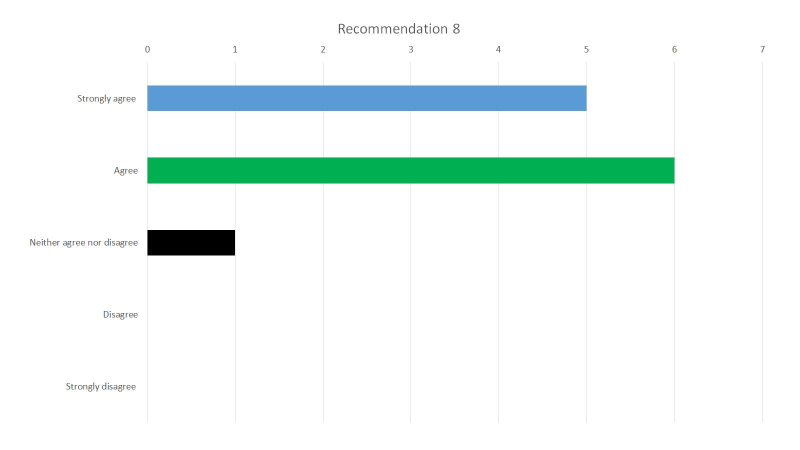 Recommendation 8
0 1 2 3 4 5 6 7
Strongly agree
Agree
Neither agree nor disagree
Disagree
Strongly disagree